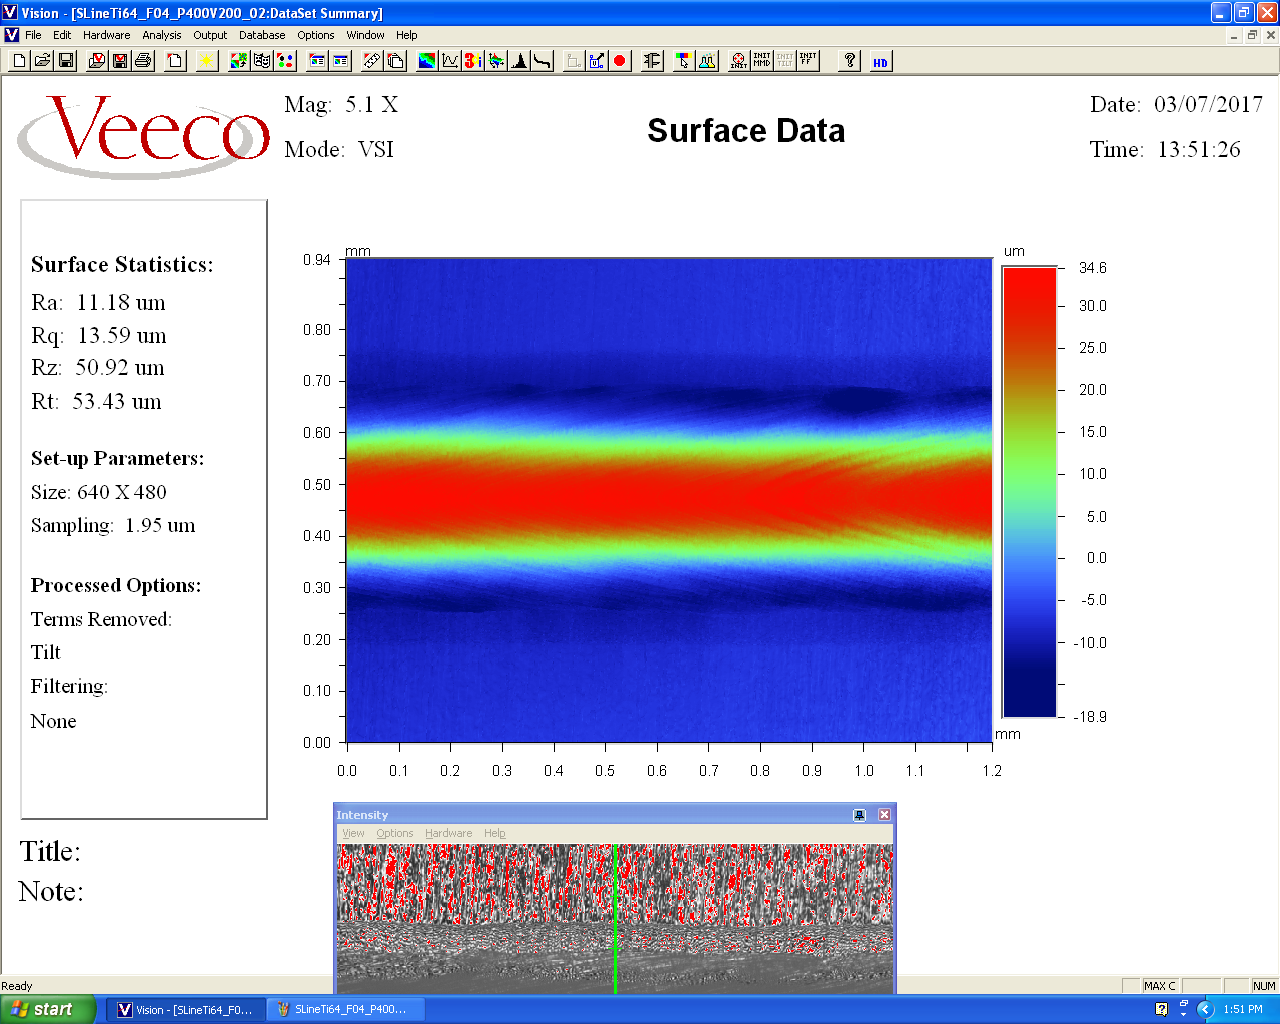 Vision - [SLineTi64_F04_P400V200_02:DataSet Summary]
File Edit Hardware Analysis Output Database Options Window Help
INIT INIT MMD INIT TILT INIT FF ? HD
Veeco
Mag: 5.1 X
Mode: VSI
Surface Data
Date: 03/07/2017
Time: 13:51:26
Surface Statistics:
Ra: 11.18 um
Rq: 13.59 um
Rz: 50.92 um
Rt: 53.43 um
Set-up Parameters:
Size: 640 X 480
Sampling: 1.95 um
Processed Options:
Terms Removed:
Tilt
Filtering:
None
Title:
Note:
mm
0.94
0.80
0.70
0.60
0.50
0.40
0.30
0.20
0.10
0.00
0.0 0.1 0.2 0.3 0.4 0.5 0.6 0.7 0.8 0.9 1.0 1.1 1.2
mm
um
34.6
30.0
25.0
20.0
15.0
10.0
5.0
0.0
-5.0
-10.0
-18.9
Intensity
View Options Hardware Help
Ready
MAX C NUM
start
Vision - [SLineTi64_F0...
SLineTi64_F04_P400...
1:51 PM